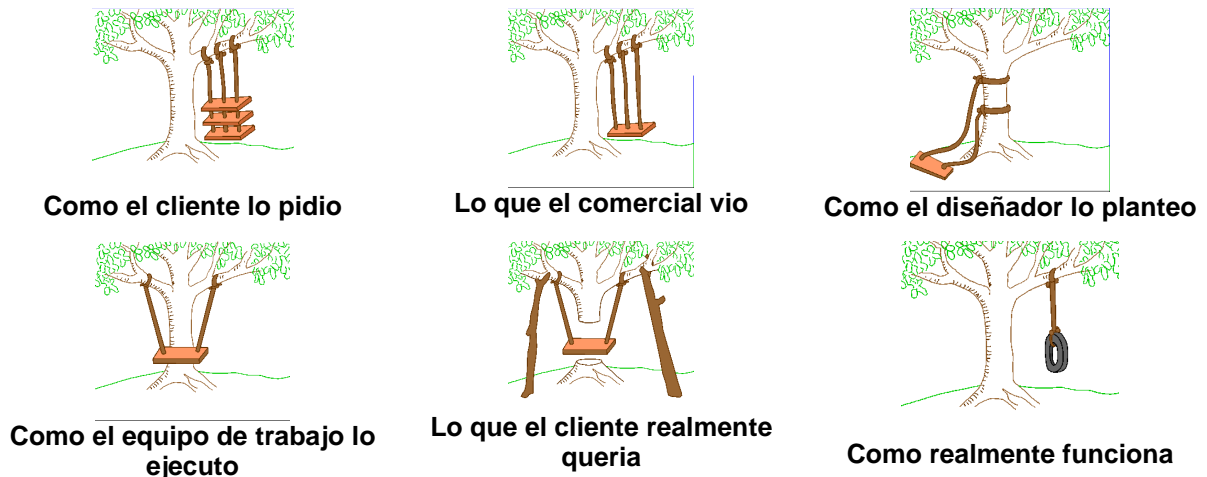 Como el cliente lo pidio
Lo que el comercial vio
Como el diseñador lo planteo
Como el equipo de trabajo lo
ejecuto
Lo que el cliente realmente
queria
Como realmente funciona